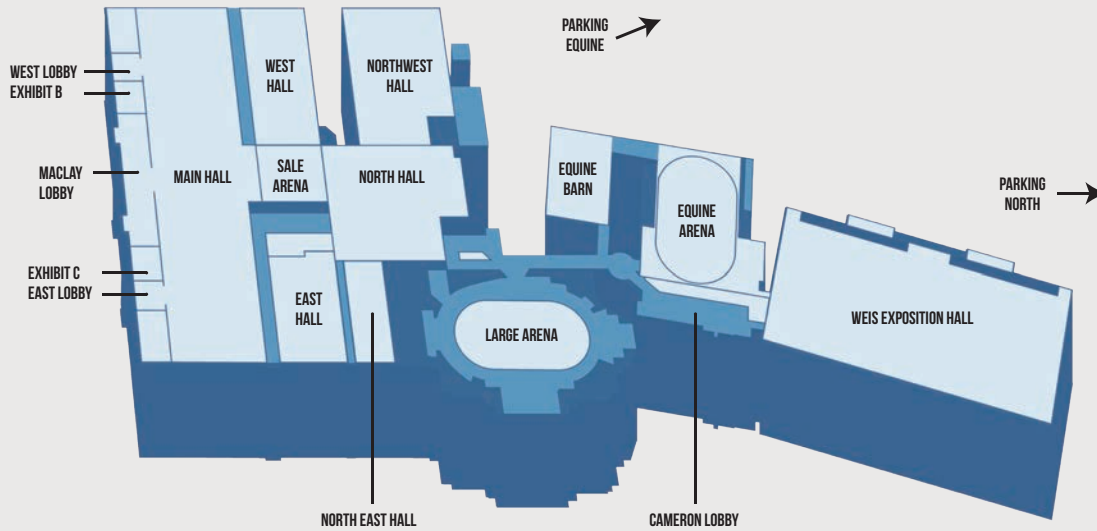 PARKING
EQUINE
WEST LOBBY
EXHIBIT B
MACLAY
LOBBY
EXHIBIT C
EAST LOBBY
MAIN HALL
WEST
HALL
NORTHWEST
HALL
SALE
ARENA
NORTH HALL
EAST
HALL
NORTH EAST HALL
LARGE ARENA
EQUINE
BARN
EQUINE
ARENA
CAMERON LOBBY
WEIS EXPOSITION HALL
PARKING
NORTH